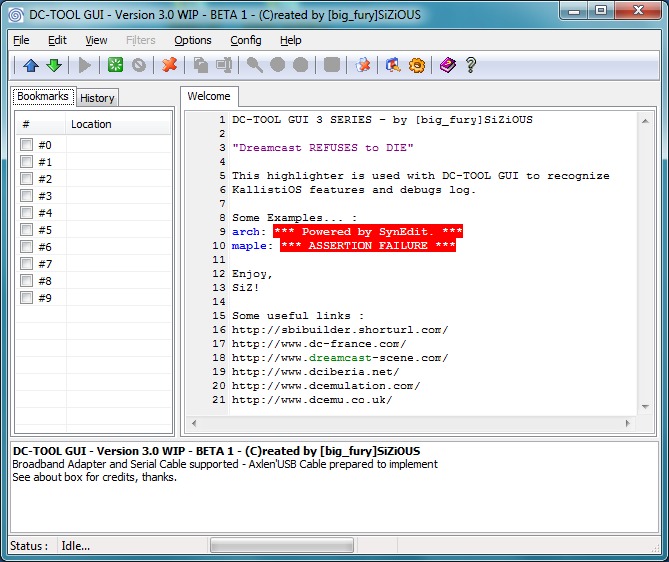 DC-TOOL GUI - Version 3.0 WIP - BETA 1 - (C)reated by [big_fury]SiZiOUS
File Edit View Filters Options Config Help
Bookmarks History
# Location
#0
#1
#2
#3
#4
#5
#6
#7
#8
#9
Welcome
1 DC-TOOL GUI 3 SERIES - by [big_fury]SiZiOUS
2
3 "Dreamcast REFUSES to DIE"
4
5 This highlighter is used with DC-TOOL GUI to recognize
6 KallistiOS features and debugs log.
7
8 Some Examples... :
9 arch: *** Powered by SynEdit. ***
10 maple: *** ASSERTION FAILURE ***
11
12 Enjoy,
13 SiZ!
14
15 Some useful links :
16 http://sbibuilder.shorturl.com/
17 http://www.dc-france.com/
18 http://www.dreamcast-scene.com/
19 http://www.dciberia.net/
20 http://www.dcemulation.com/
21 http://www.dcemu.co.uk/
DC-TOOL GUI - Version 3.0 WIP - BETA 1 - (C)reated by [big_fury]SiZiOUS
Broadband Adapter and Serial Cable supported - Axlen'USB Cable prepared to implement
See about box for credits, thanks.
Status : Idle...